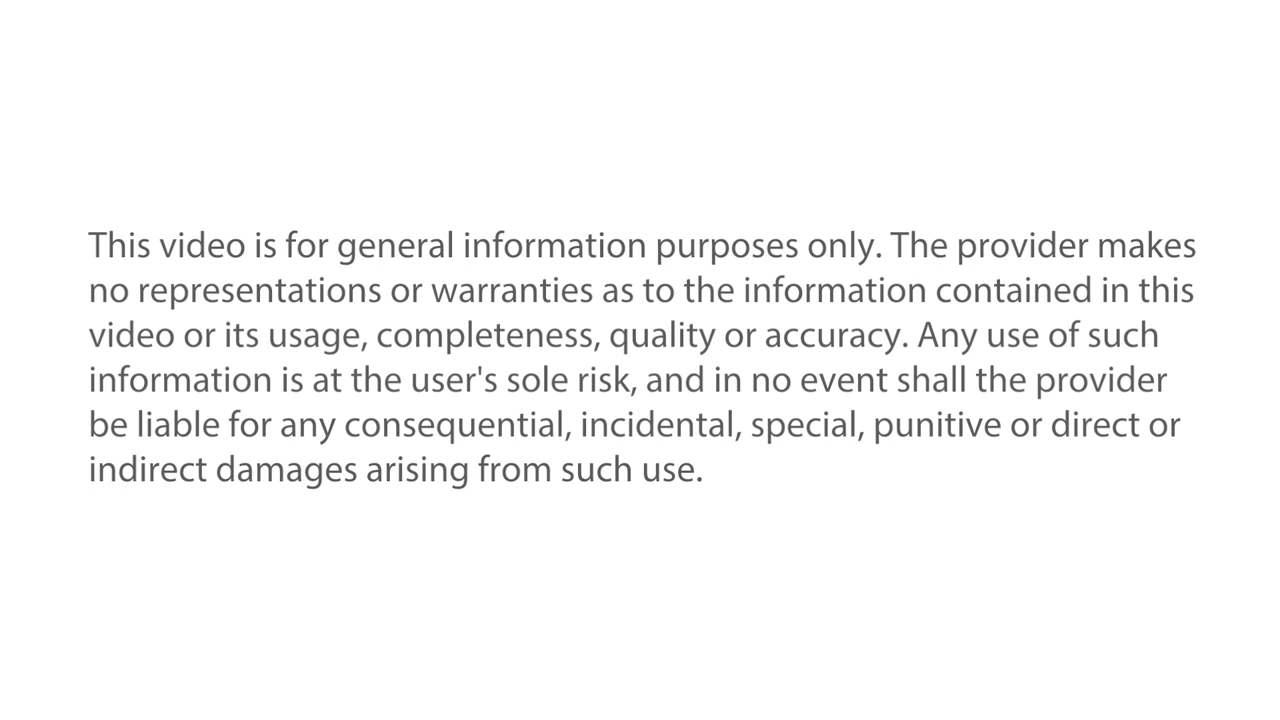 This video is for general information purposes only. The provider makes
no representations or warranties as to the information contained in this
video or its usage, completeness, quality or accuracy. Any use of such
information is at the user's sole risk, and in no event shall the provider
be liable for any consequential, incidental, special, punitive or direct or
indirect damages arising from such use.